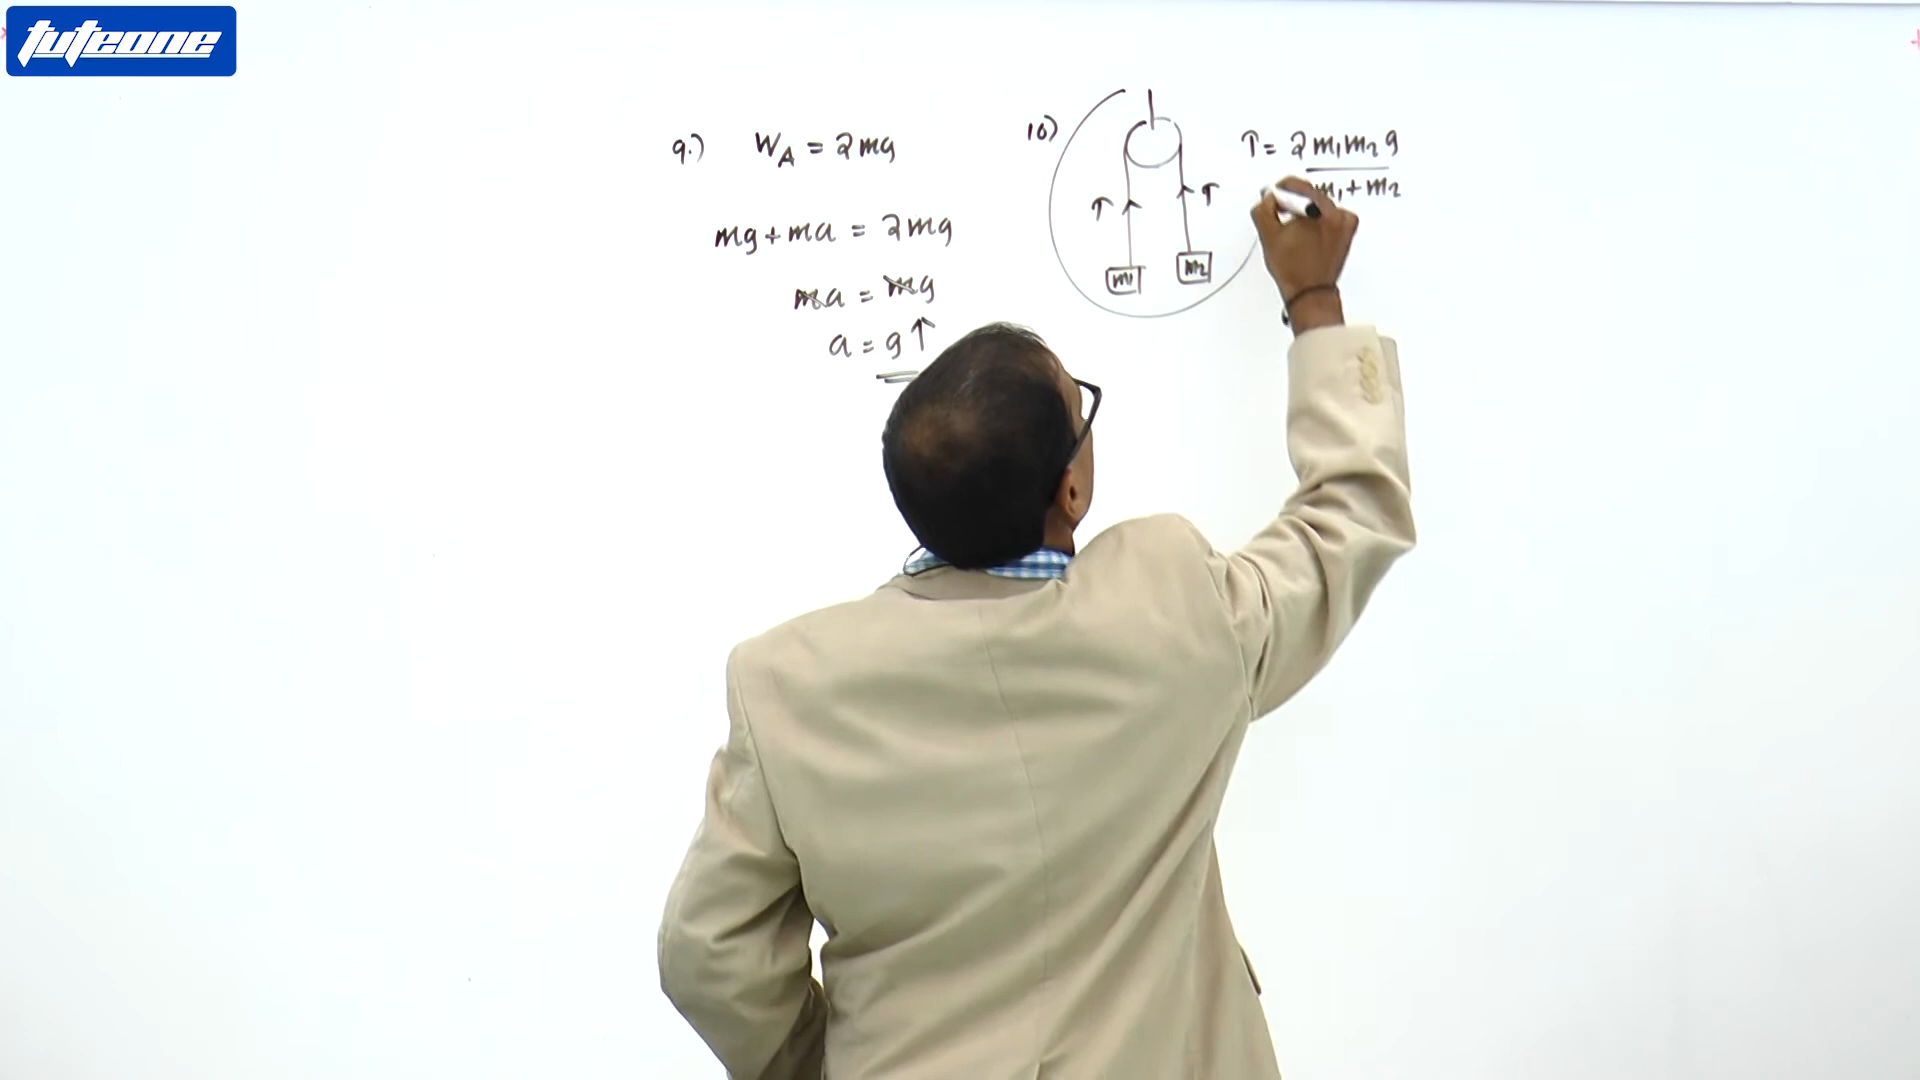 tuteone
9.) W_A = 2mg
mg + ma = 2mg
ma = mg
a = g ↑
10)
T T
m1 m2
T = 2m₁m₂g
m₁ + m₂